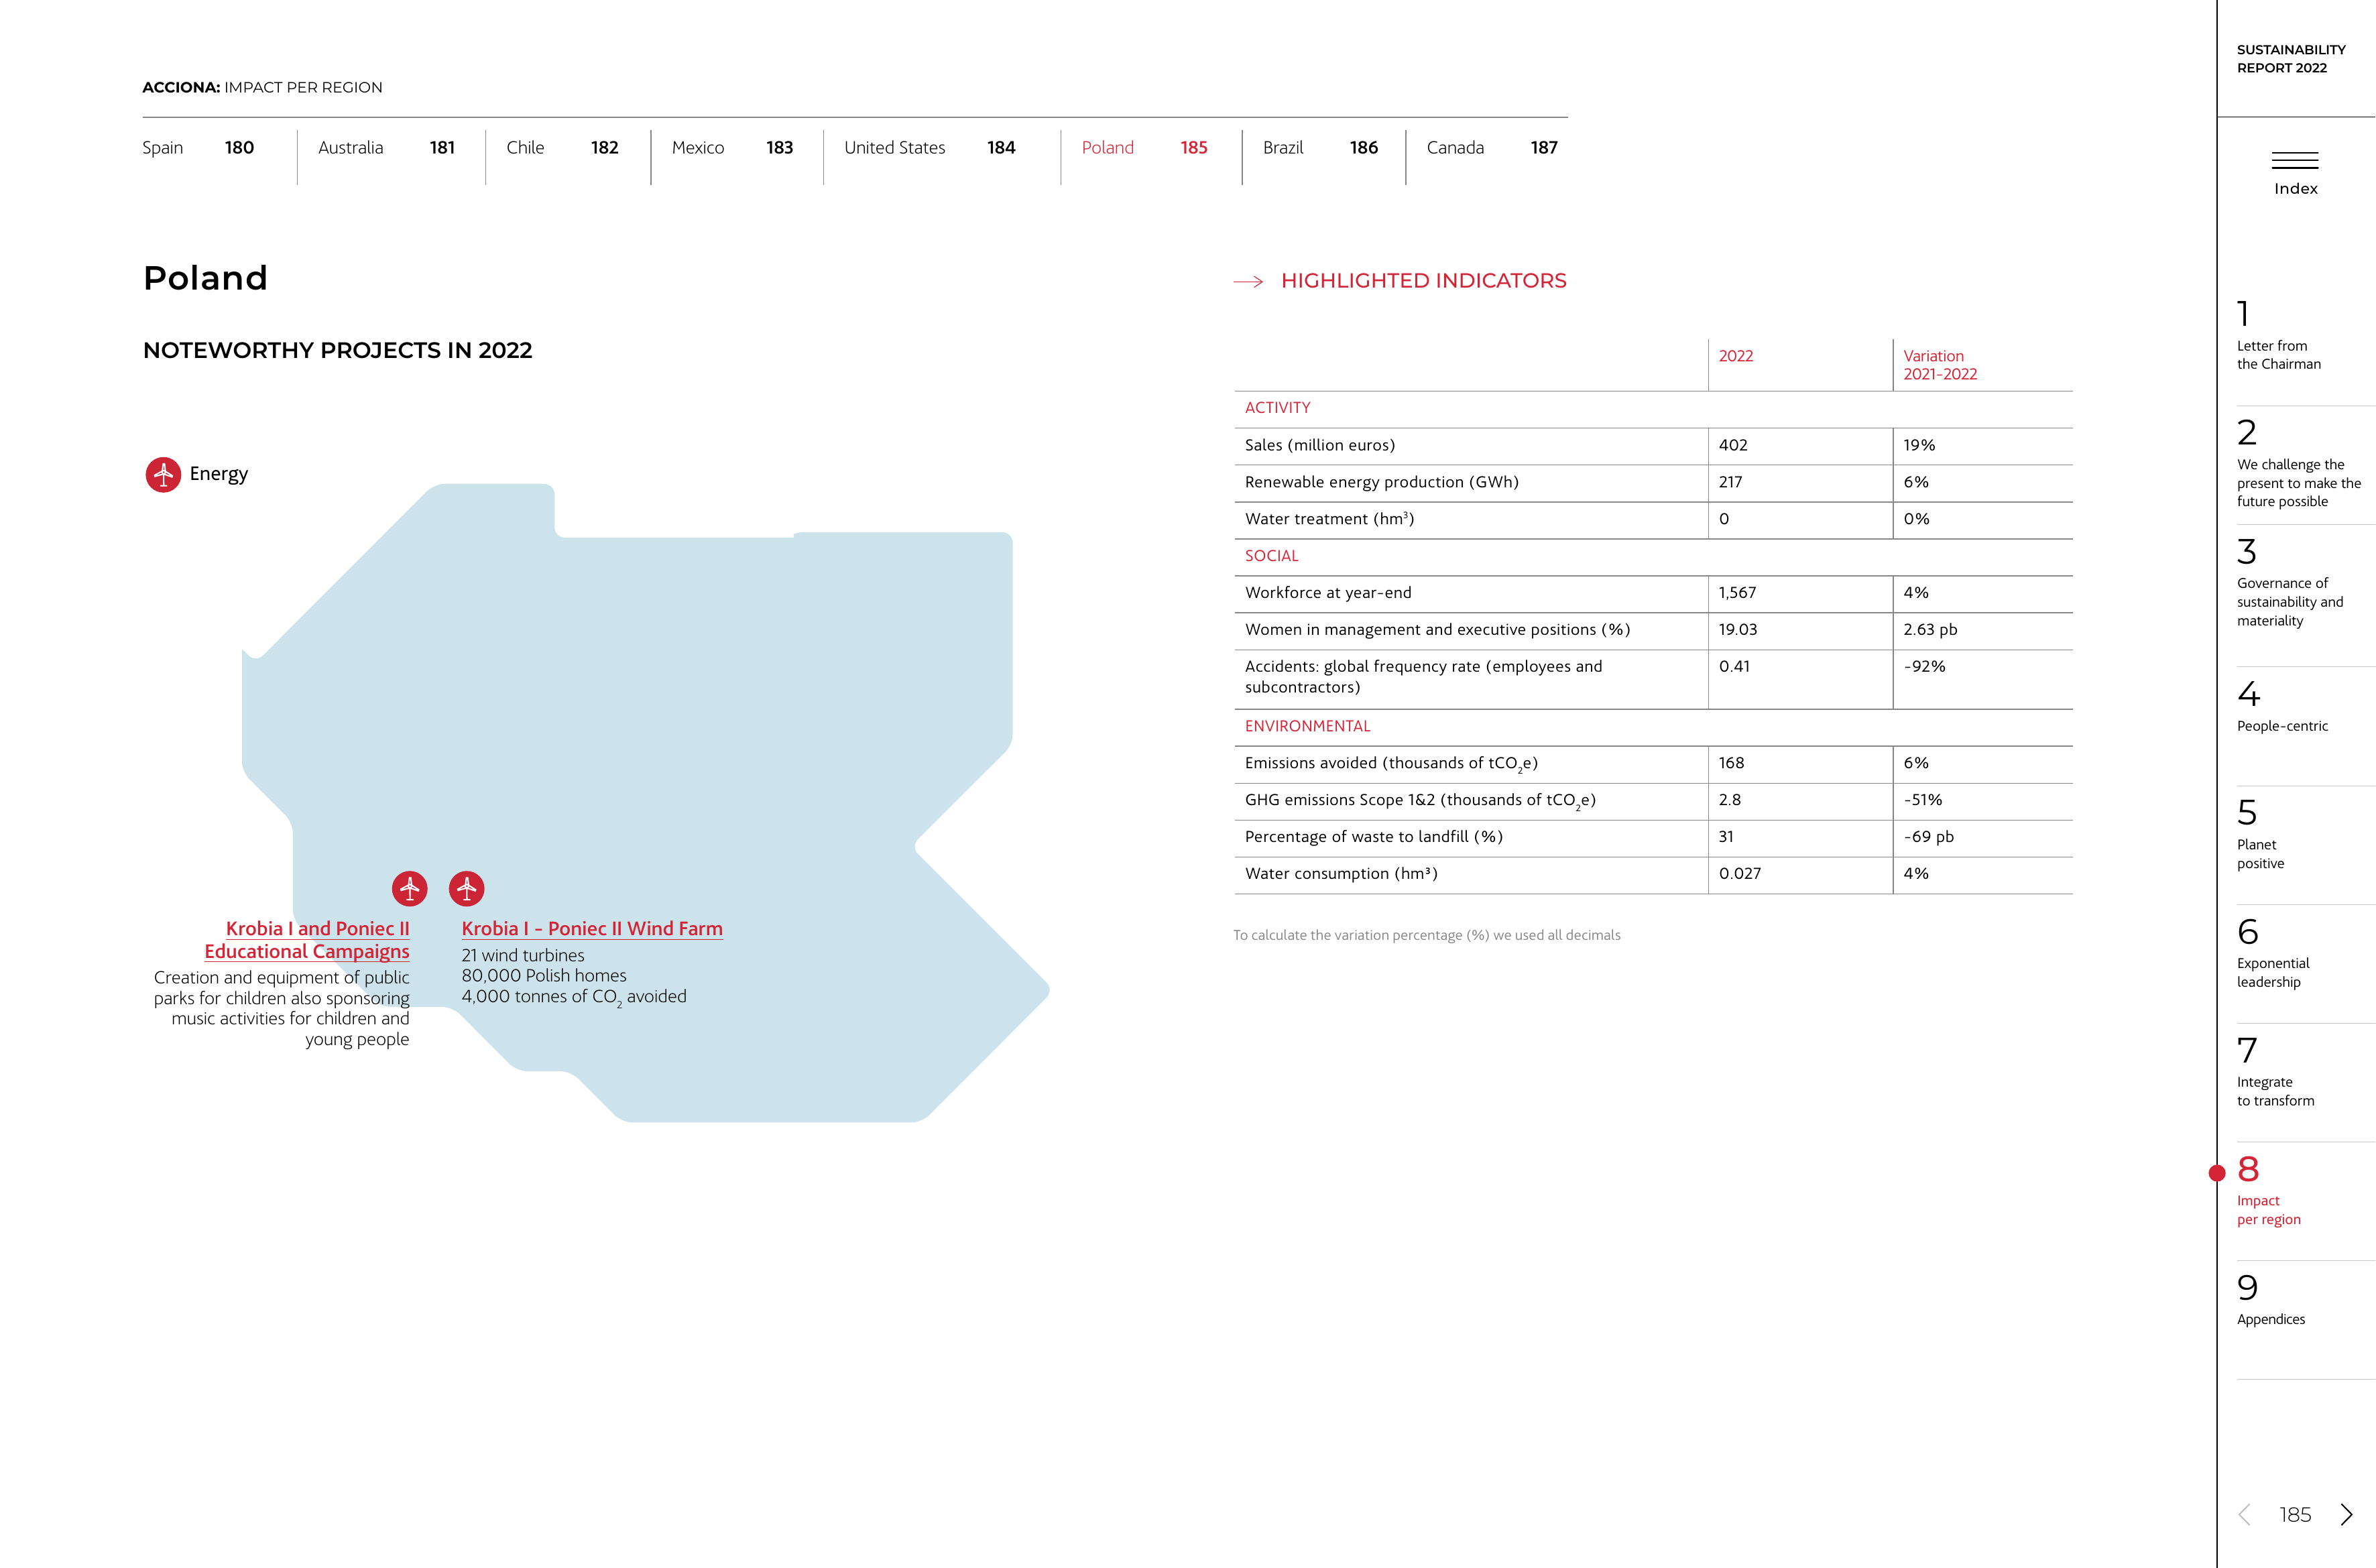 ACCIONA: IMPACT PER REGION
Spain 180 Australia 181 Chile 182 Mexico 183 United States 184 Poland 185 Brazil 186 Canada 187
Poland
NOTEWORTHY PROJECTS IN 2022
Energy
Krobia I and Poniec II
Educational Campaigns
Creation and equipment of public
parks for children also sponsoring
music activities for children and
young people
Krobia I - Poniec II Wind Farm
21 wind turbines
80,000 Polish homes
4,000 tonnes of CO₂ avoided
HIGHLIGHTED INDICATORS
2022 Variation
2021-2022
ACTIVITY
Sales (million euros) 402 19%
Renewable energy production (GWh) 217 6%
Water treatment (hm³) 0 0%
SOCIAL
Workforce at year-end 1,567 4%
Women in management and executive positions (%) 19.03 2.63 pb
Accidents: global frequency rate (employees and 0.41 -92%
subcontractors)
ENVIRONMENTAL
Emissions avoided (thousands of tCO₂e) 168 6%
GHG emissions Scope 1&2 (thousands of tCO₂e) 2.8 -51%
Percentage of waste to landfill (%) 31 -69 pb
Water consumption (hm³) 0.027 4%
To calculate the variation percentage (%) we used all decimals
SUSTAINABILITY
REPORT 2022
Index
1
Letter from
the Chairman
2
We challenge the
present to make the
future possible
3
Governance of
sustainability and
materiality
4
People-centric
5
Planet
positive
6
Exponential
leadership
7
Integrate
to transform
8
Impact
per region
9
Appendices
185